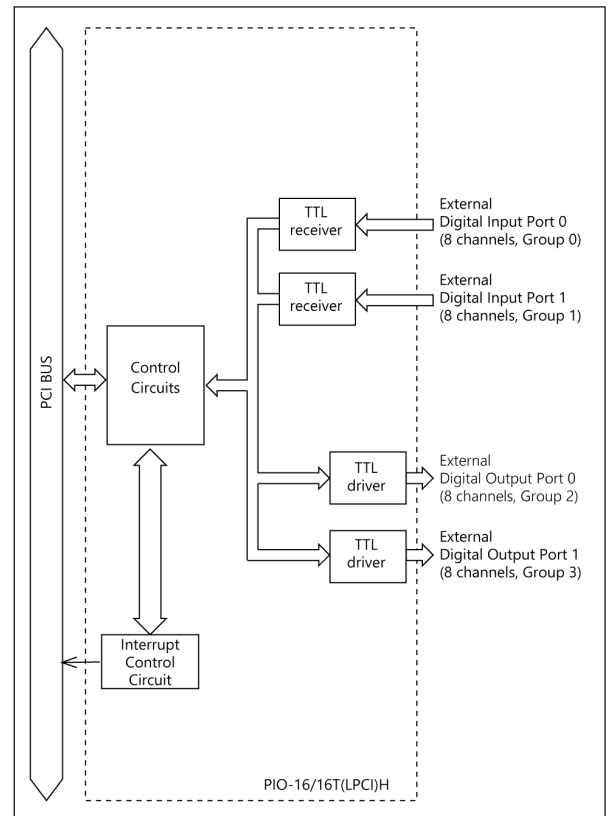 TTL
receiver
External
Digital Input Port 0
(8 channels, Group 0)
TTL
receiver
External
Digital Input Port 1
(8 channels, Group 1)
PCI BUS
Control
Circuits
TTL
driver
External
Digital Output Port 0
(8 channels, Group 2)
TTL
driver
External
Digital Output Port 1
(8 channels, Group 3)
Interrupt
Control
Circuit
PIO-16/16T(LPCI)H